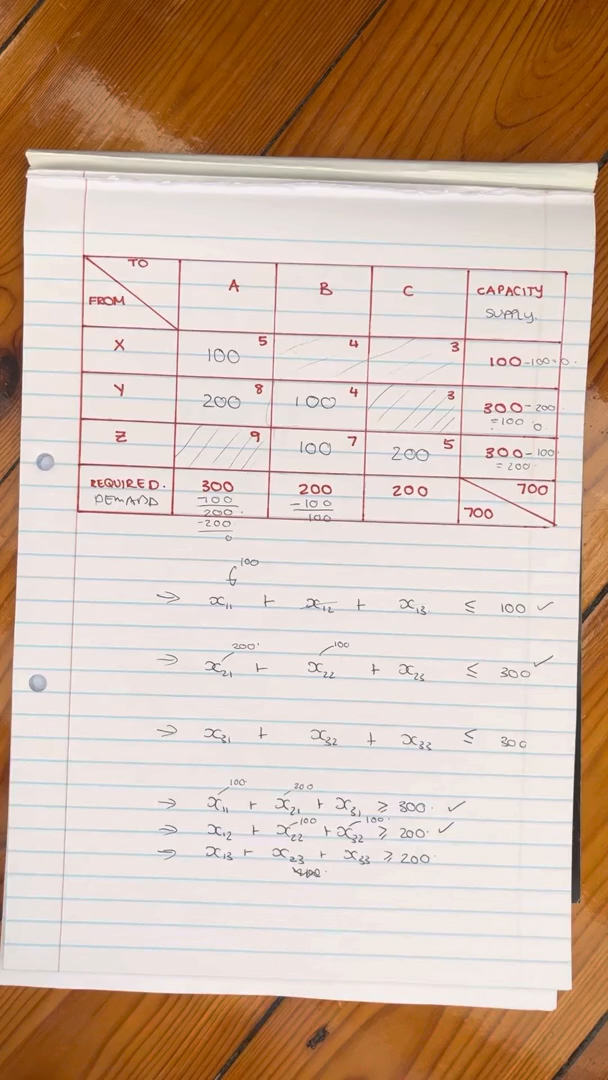 TO
FROM
A B C CAPACITY
SUPPLY.
X 100 5 4 3 100-100=0.
Y 200 8 100 4 3 300-200
=100 0
Z 9 100 7 200 5 300-100
=200
REQUIRED. 300 200 200 700
DEMAND -100 -100 700
200 100
-200
0
100
→ x₁₁ + x₁₂ + x₁₃ ≤ 100 ✓
200 100
→ x₂₁ + x₂₂ + x₂₃ ≤ 300 ✓
→ x₃₁ + x₃₂ + x₃₃ ≤ 300
100 200
→ x₁₁ + x₂₁ + x₃₁ ≥ 300 ✓
100 100
→ x₁₂ + x₂₂ + x₃₂ ≥ 200 ✓
→ x₁₃ + x₂₃ + x₃₃ ≥ 200